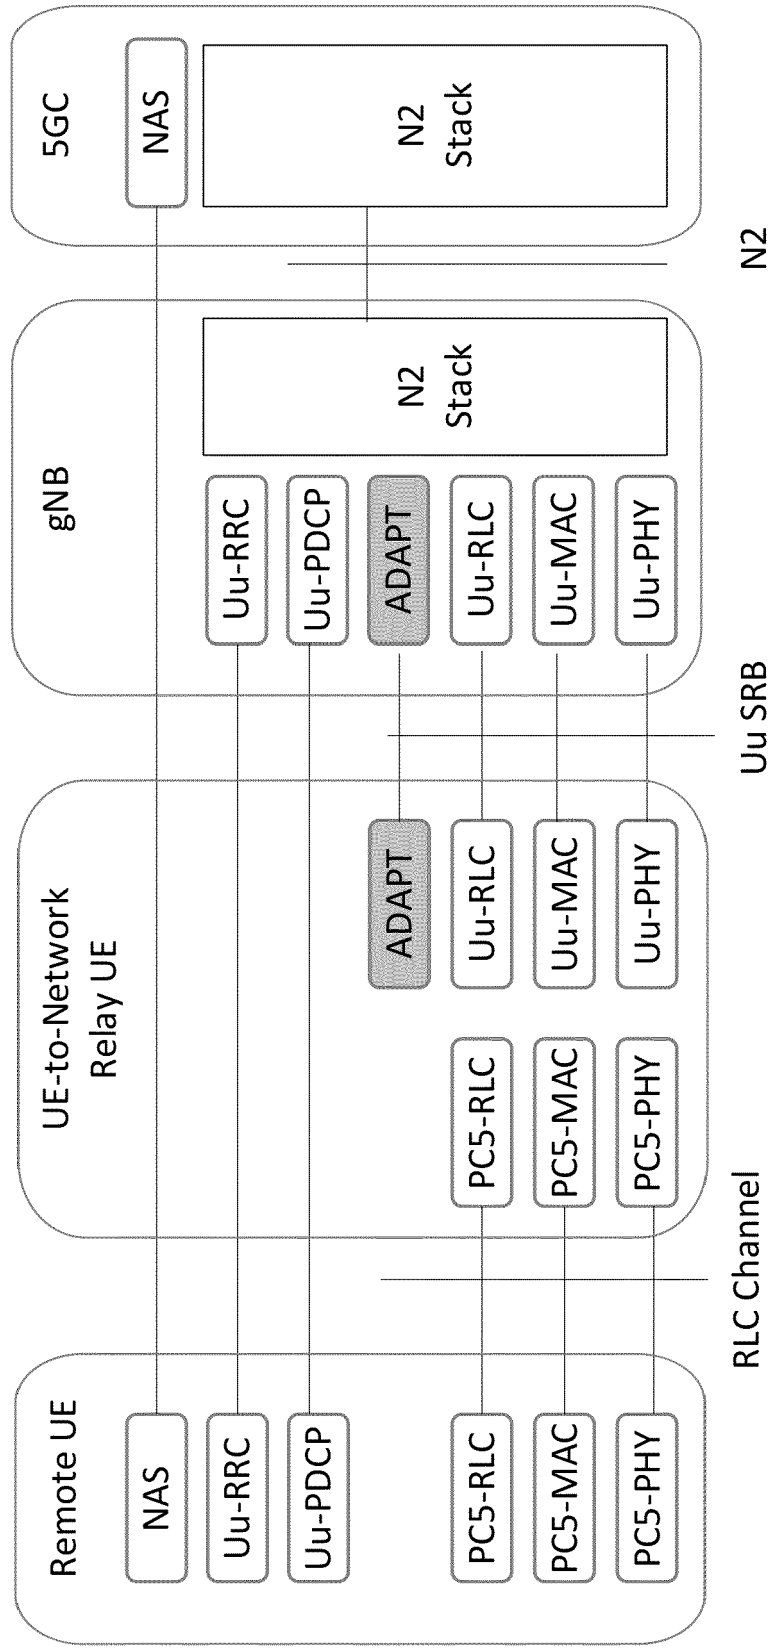 Remote UE
NAS
Uu-RRC
Uu-PDCP
PC5-RLC
PC5-MAC
PC5-PHY
RLC Channel
UE-to-Network
Relay UE
PC5-RLC
PC5-MAC
PC5-PHY
ADAPT
Uu-RLC
Uu-MAC
Uu-PHY
Uu SRB
gNB
Uu-RRC
Uu-PDCP
ADAPT
Uu-RLC
Uu-MAC
Uu-PHY
N2
Stack
N2
5GC
NAS
N2
Stack